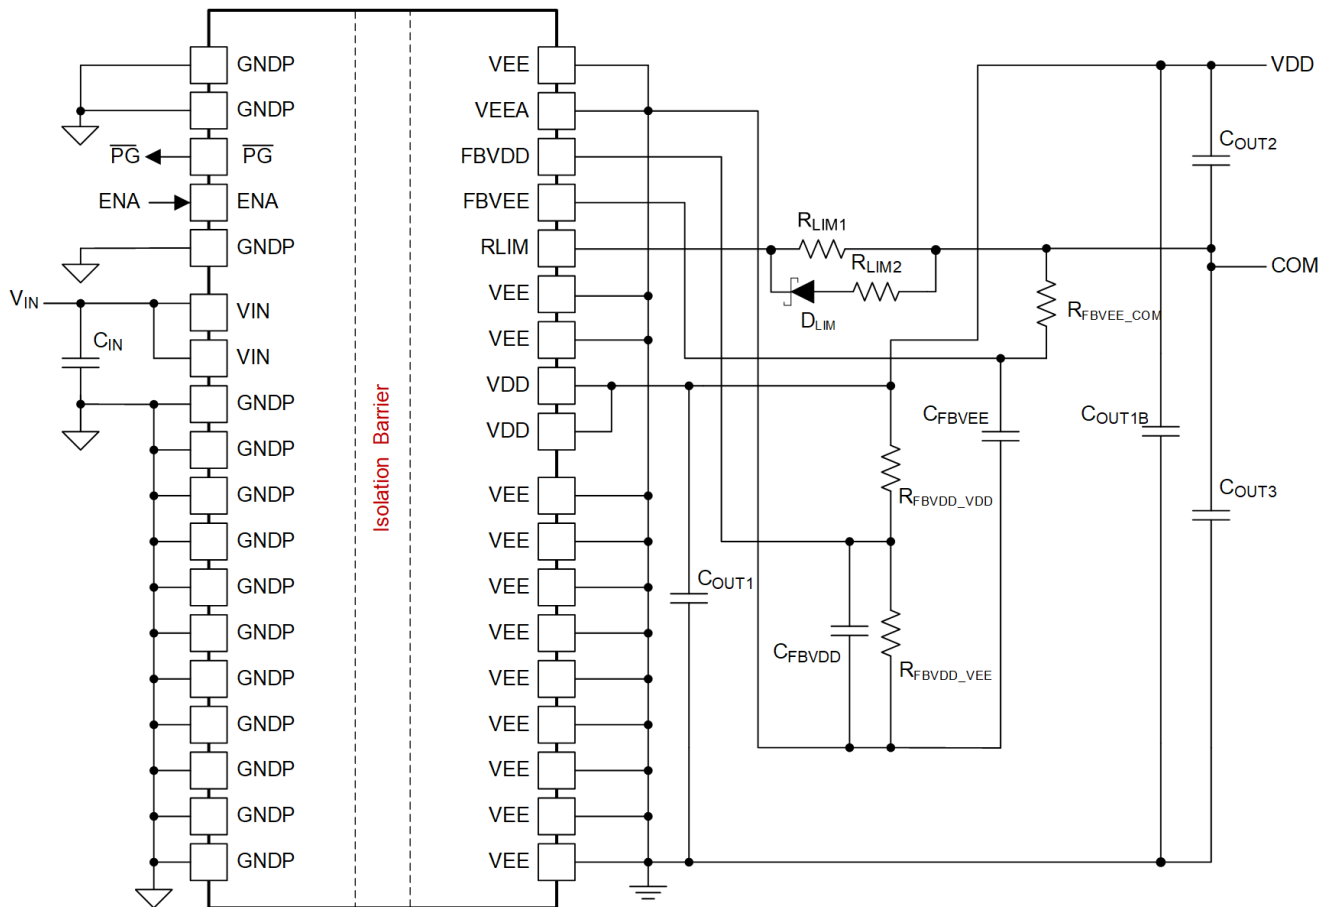 GNDP
GNDP
PG
PG
ENA
ENA
GNDP
VIN
VIN
CIN
VIN
GNDP
GNDP
GNDP
GNDP
GNDP
GNDP
GNDP
GNDP
GNDP
GNDP
GNDP
Isolation Barrier
VEE
VEEA
FBVDD
FBVEE
RLIM
VEE
VEE
VDD
VDD
VEE
VEE
VEE
VEE
VEE
VEE
VEE
VEE
VEE
RLIM1
RLIM2
DLIM
RFBVEE_COM
CFBVEE
RFBVDD_VDD
COUT1
CFBVDD
RFBVDD_VEE
COUT1B
VDD
COUT2
COM
COUT3